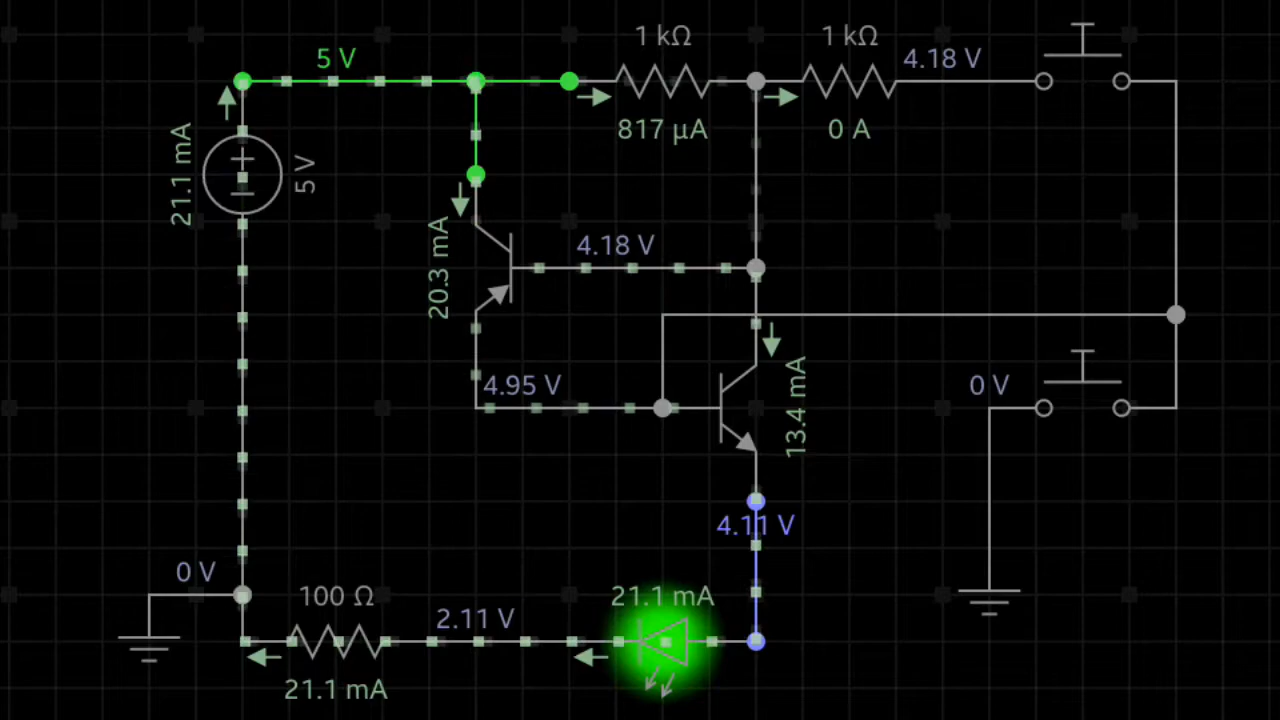 1 kΩ
1 kΩ
5 V
4.18 V
817 µA
0 A
21.1 mA
5 V
4.18 V
20.3 mA
4.95 V
0 V
13.4 mA
4.11 V
0 V
100 Ω
21.1 mA
2.11 V
21.1 mA